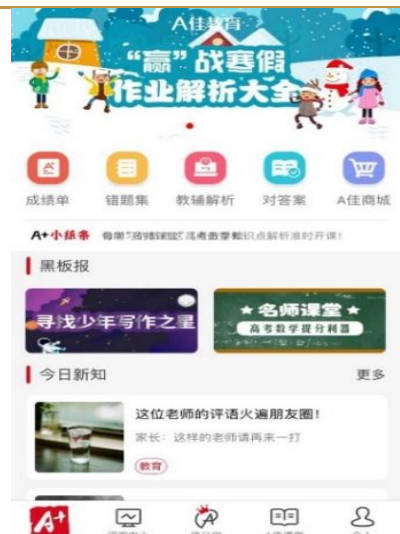 A佳教育
“赢”战寒假
作业解析大全
成绩单 错题集 教辅解析 对答案 A佳商城
A+小纸条
黑板报
寻找少年写作之星
名师课堂
高考数学提分利器
今日新知 更多
这位老师的评语火遍朋友圈！
家长：这样的老师请再来一打
教育
A+